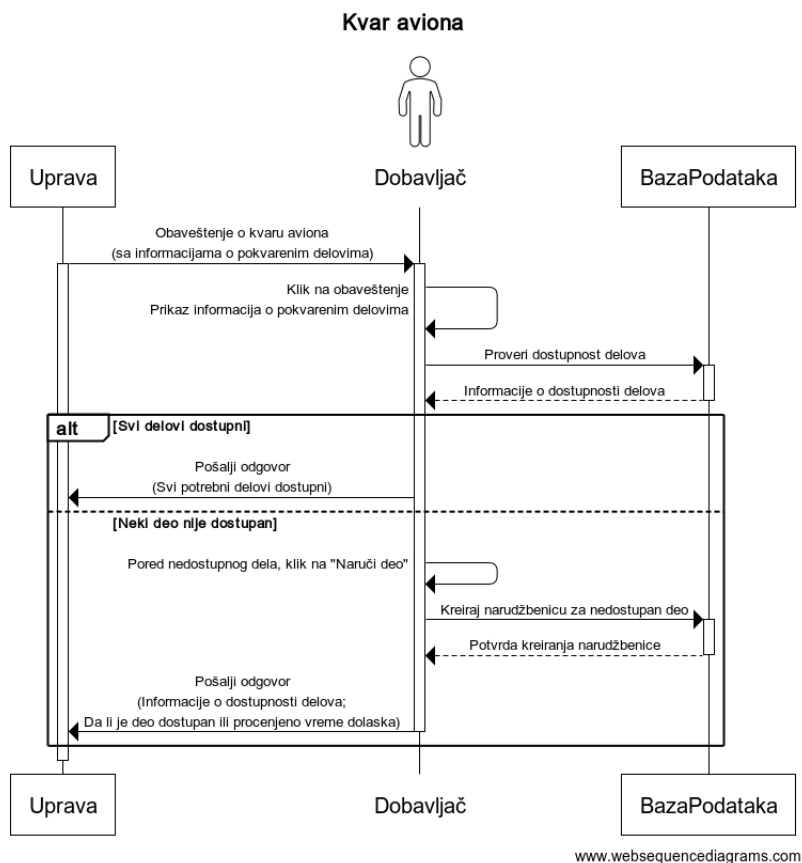 Kvar aviona
Uprava
Dobavljač
BazaPodataka
Obaveštenje o kvaru aviona
(sa informacijama o pokvarenim delovima)
Klik na obaveštenje
Prikaz informacija o pokvarenim delovima
Proveri dostupnost delova
Informacije o dostupnosti delova
alt
[Svi delovi dostupni]
Pošalji odgovor
(Svi potrebni delovi dostupni)
[Neki deo nije dostupan]
Pored nedostupnog dela, klik na "Naruči deo"
Kreiraj narudžbenicu za nedostupan deo
Potvrda kreiranja narudžbenice
Pošalji odgovor
(Informacije o dostupnosti delova;
Da li je deo dostupan ili procenjeno vreme dolaska)
Uprava
Dobavljač
BazaPodataka
www.websequencediagrams.com